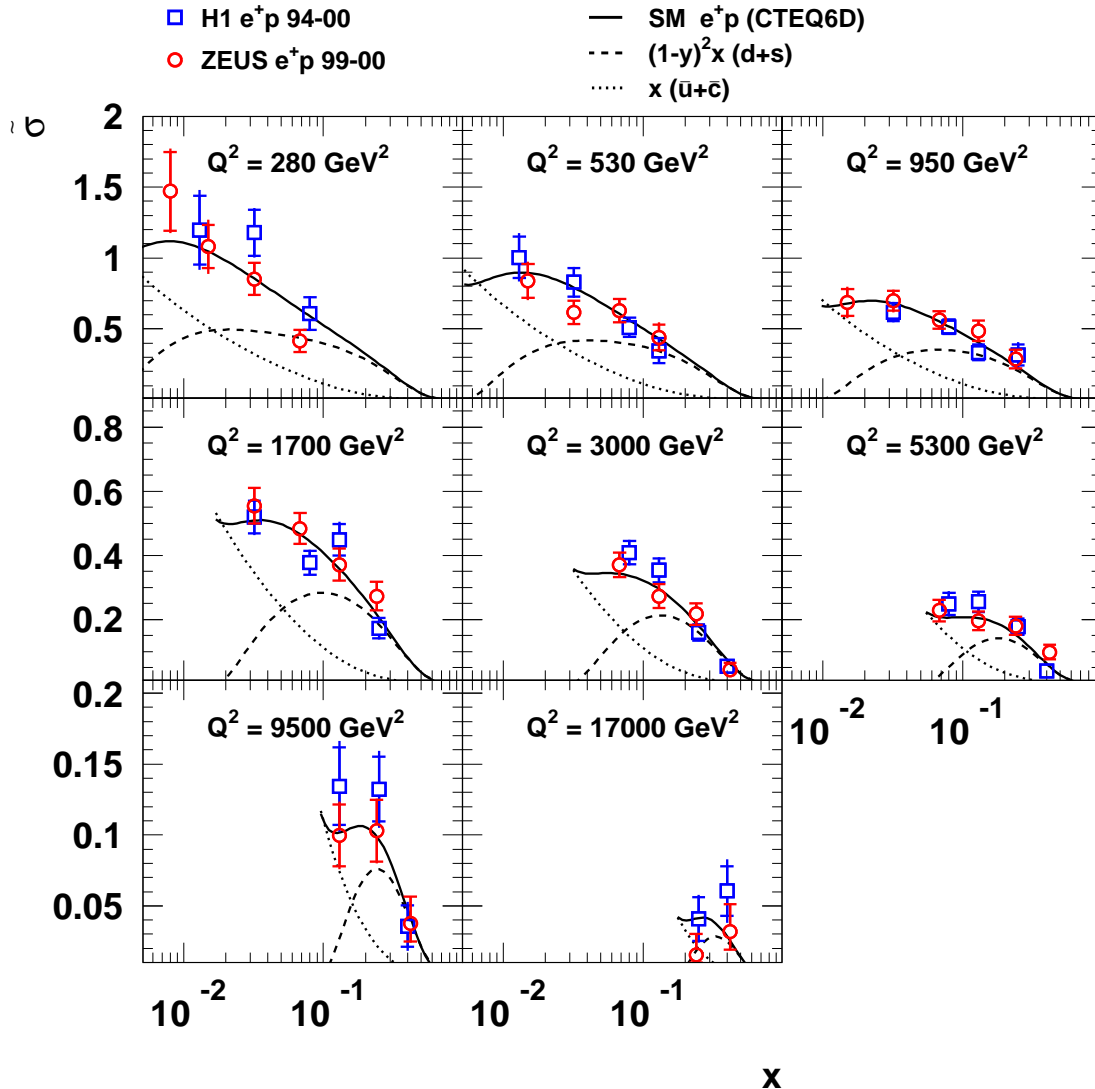 H1 e⁺p 94-00
ZEUS e⁺p 99-00
SM e⁺p (CTEQ6D)
(1-y)²x (d+s)
x (ū+c̄)
σ̃
2
1.5
1
0.5
Q² = 280 GeV²
Q² = 530 GeV²
Q² = 950 GeV²
0.8
0.6
0.4
0.2
Q² = 1700 GeV²
Q² = 3000 GeV²
Q² = 5300 GeV²
10⁻² 10⁻¹
0.2
0.15
0.1
0.05
Q² = 9500 GeV²
Q² = 17000 GeV²
10⁻² 10⁻¹ 10⁻² 10⁻¹
x